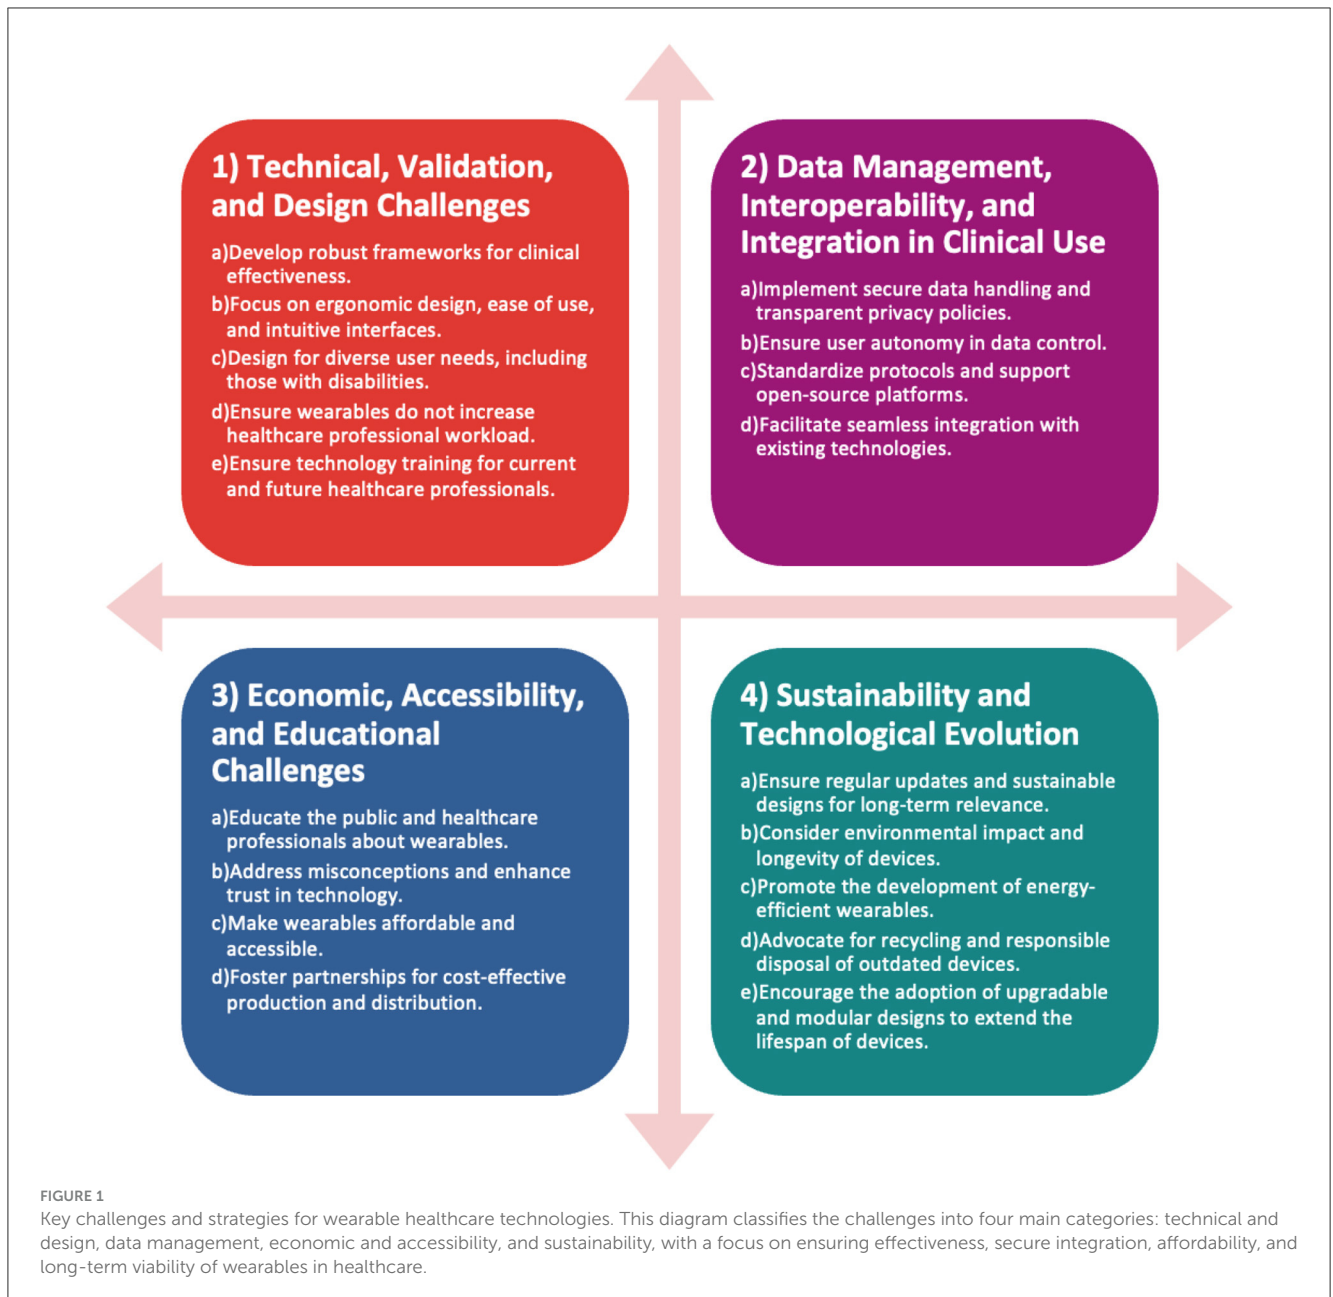 1) Technical, Validation,
and Design Challenges
a)Develop robust frameworks for clinical
effectiveness.
b)Focus on ergonomic design, ease of use,
and intuitive interfaces.
c)Design for diverse user needs, including
those with disabilities.
d)Ensure wearables do not increase
healthcare professional workload.
e)Ensure technology training for current
and future healthcare professionals.
2) Data Management,
Interoperability, and
Integration in Clinical Use
a)Implement secure data handling and
transparent privacy policies.
b)Ensure user autonomy in data control.
c)Standardize protocols and support
open-source platforms.
d)Facilitate seamless integration with
existing technologies.
3) Economic, Accessibility,
and Educational
Challenges
a)Educate the public and healthcare
professionals about wearables.
b)Address misconceptions and enhance
trust in technology.
c)Make wearables affordable and
accessible.
d)Foster partnerships for cost-effective
production and distribution.
4) Sustainability and
Technological Evolution
a)Ensure regular updates and sustainable
designs for long-term relevance.
b)Consider environmental impact and
longevity of devices.
c)Promote the development of energy-
efficient wearables.
d)Advocate for recycling and responsible
disposal of outdated devices.
e)Encourage the adoption of upgradable
and modular designs to extend the
lifespan of devices.
FIGURE 1
Key challenges and strategies for wearable healthcare technologies. This diagram classifies the challenges into four main categories: technical and
design, data management, economic and accessibility, and sustainability, with a focus on ensuring effectiveness, secure integration, affordability, and
long-term viability of wearables in healthcare.